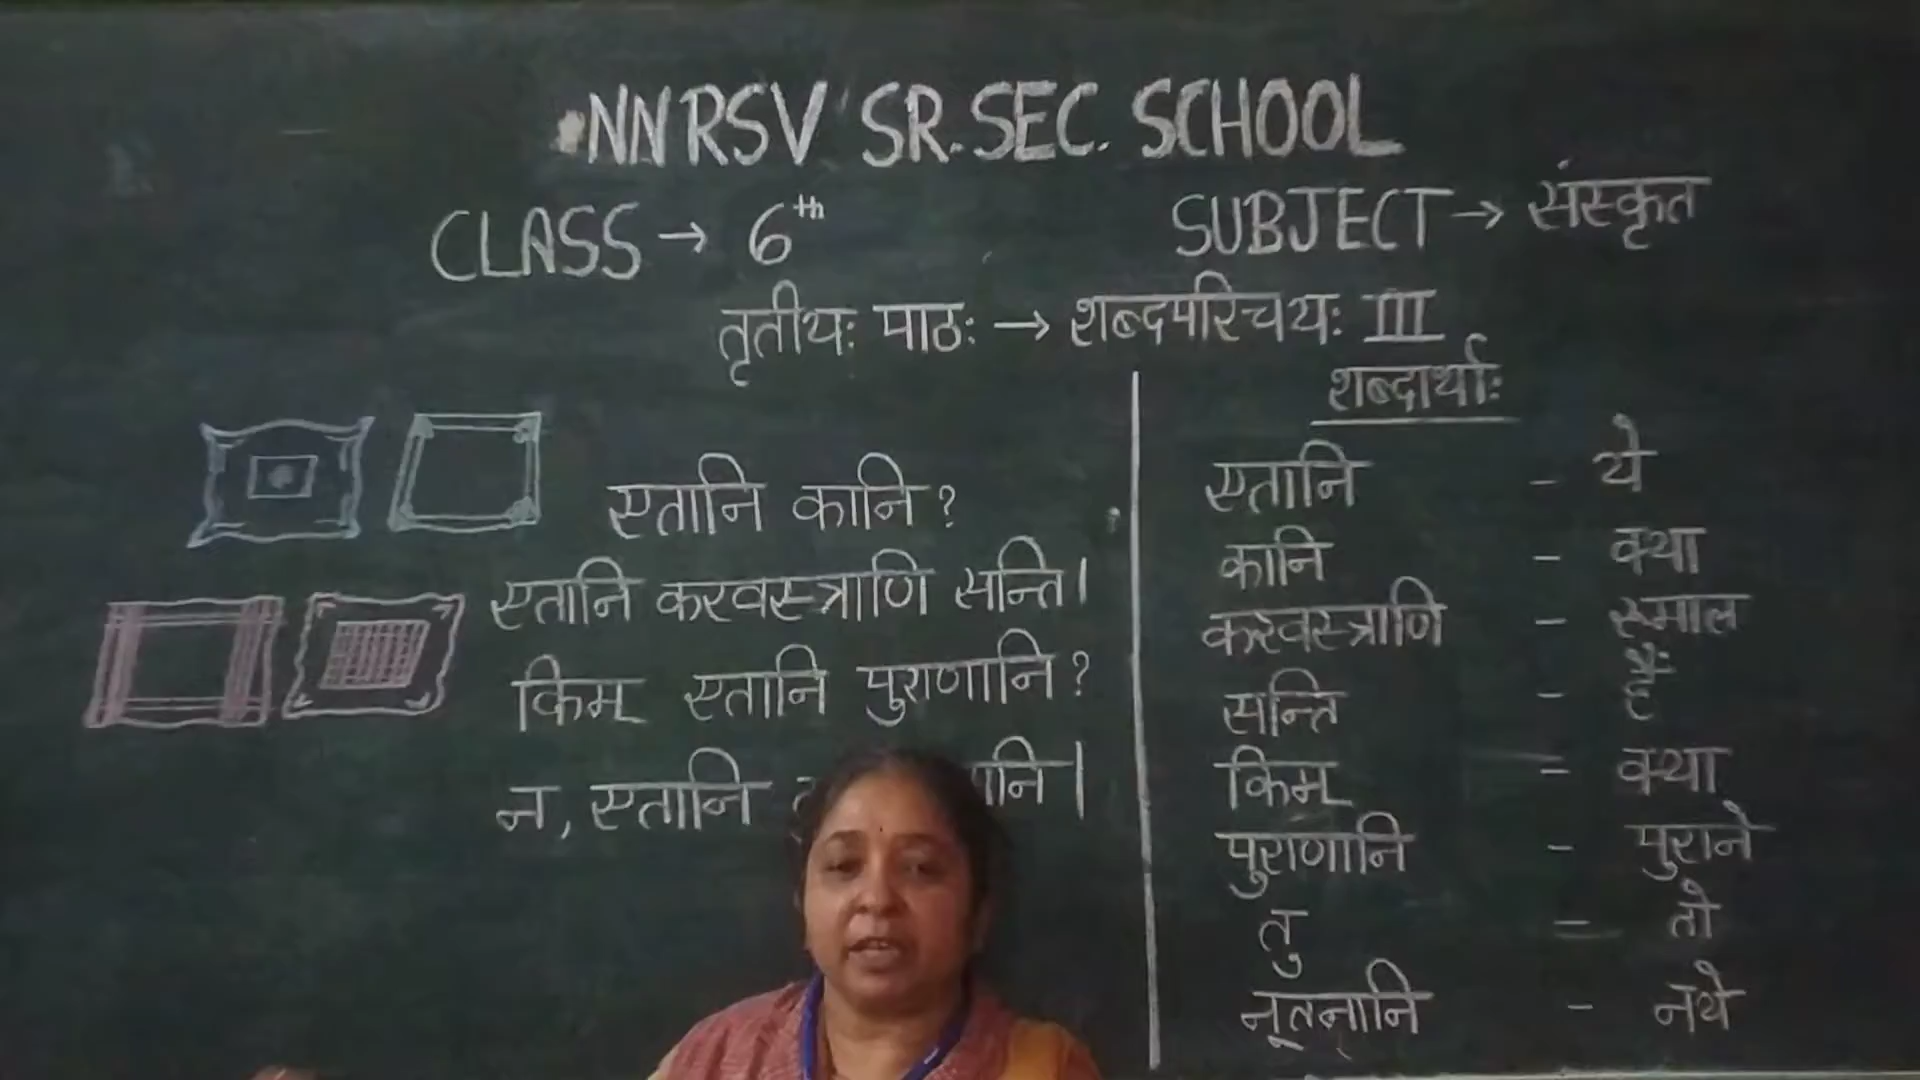 NNRSV SR. SEC. SCHOOL
CLASS → 6th
SUBJECT → संस्कृत
तृतीयः पाठः → शब्दपरिचयः III
एतानि कानि?
एतानि करवस्त्राणि सन्ति।
किम् एतानि पुराणानि?
न, एतानि
शब्दार्थाः
एतानि - ये
कानि - क्या
करवस्त्राणि - रूमाल
सन्ति - हैं
किम् - क्या
पुराणानि - पुराने
तु = तो
नूतनानि - नये